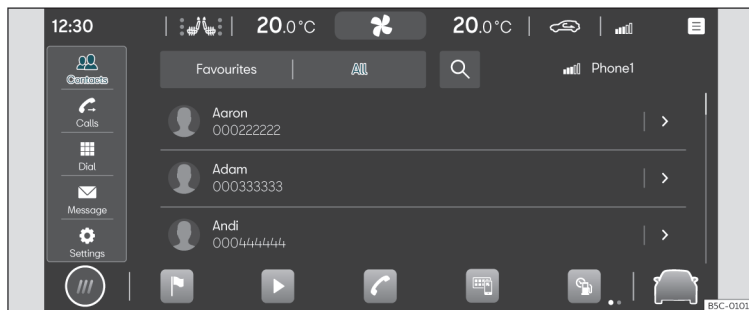 12:30
20.0°C
20.0°C
Contacts
Favourites
All
Phone1
Calls
Aaron
000222222
Dial
Adam
000333333
Message
Andi
000444444
Settings
B5C-0101